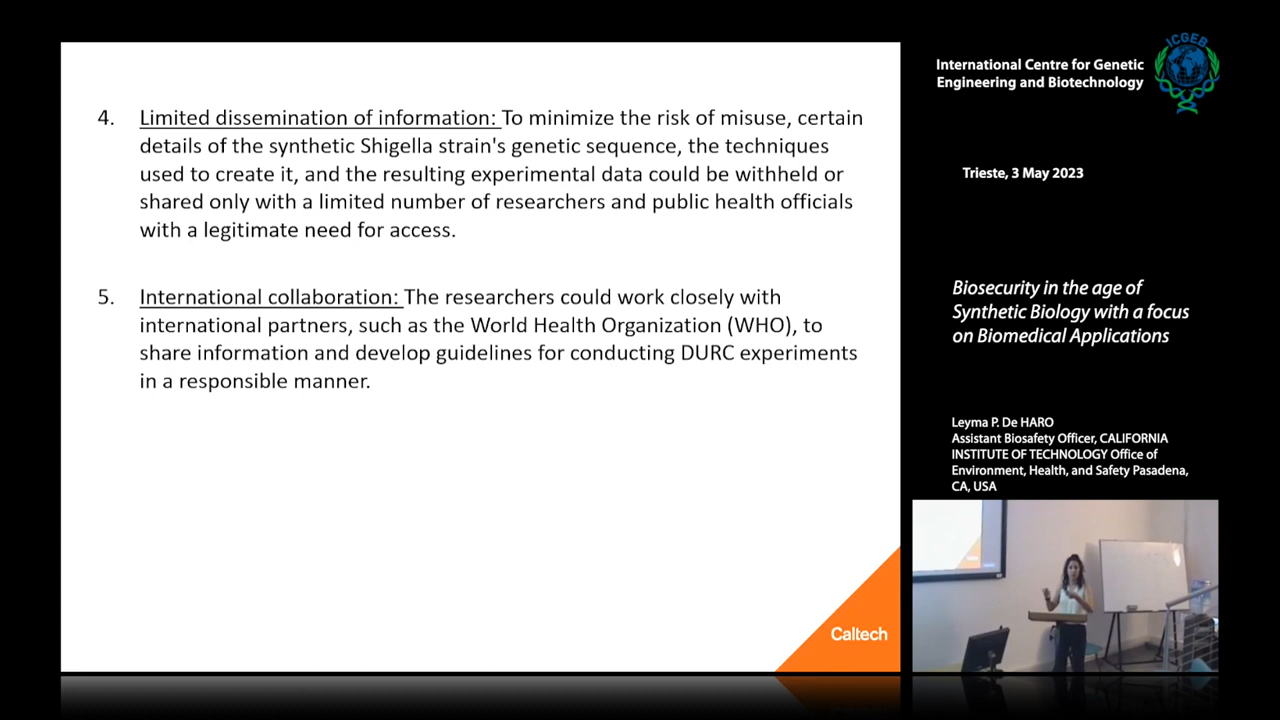 4. Limited dissemination of information: To minimize the risk of misuse, certain
details of the synthetic Shigella strain's genetic sequence, the techniques
used to create it, and the resulting experimental data could be withheld or
shared only with a limited number of researchers and public health officials
with a legitimate need for access.
5. International collaboration: The researchers could work closely with
international partners, such as the World Health Organization (WHO), to
share information and develop guidelines for conducting DURC experiments
in a responsible manner.
Caltech
International Centre for Genetic
Engineering and Biotechnology
ICGEB
Trieste, 3 May 2023
Biosecurity in the age of
Synthetic Biology with a focus
on Biomedical Applications
Leyma P. De HARO
Assistant Biosafety Officer, CALIFORNIA
INSTITUTE OF TECHNOLOGY Office of
Environment, Health, and Safety Pasadena,
CA, USA